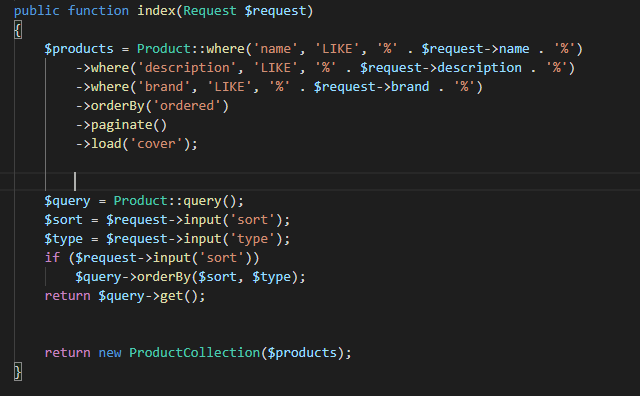 public function index(Request $request)
{
$products = Product::where('name', 'LIKE', '%' . $request->name . '%')
->where('description', 'LIKE', '%' . $request->description . '%')
->where('brand', 'LIKE', '%' . $request->brand . '%')
->orderBy('ordered')
->paginate()
->load('cover');
$query = Product::query();
$sort = $request->input('sort');
$type = $request->input('type');
if ($request->input('sort'))
$query->orderBy($sort, $type);
return $query->get();
return new ProductCollection($products);
}